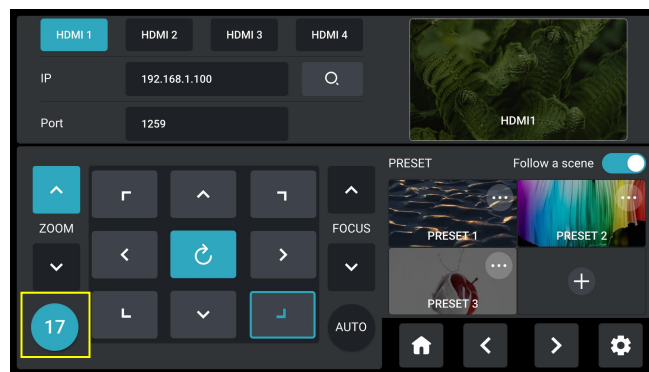 HDMI 1 HDMI 2 HDMI 3 HDMI 4
IP 192.168.1.100
Port 1259
HDMI1
PRESET Follow a scene
ZOOM FOCUS
PRESET 1 PRESET 2
PRESET 3
17 AUTO